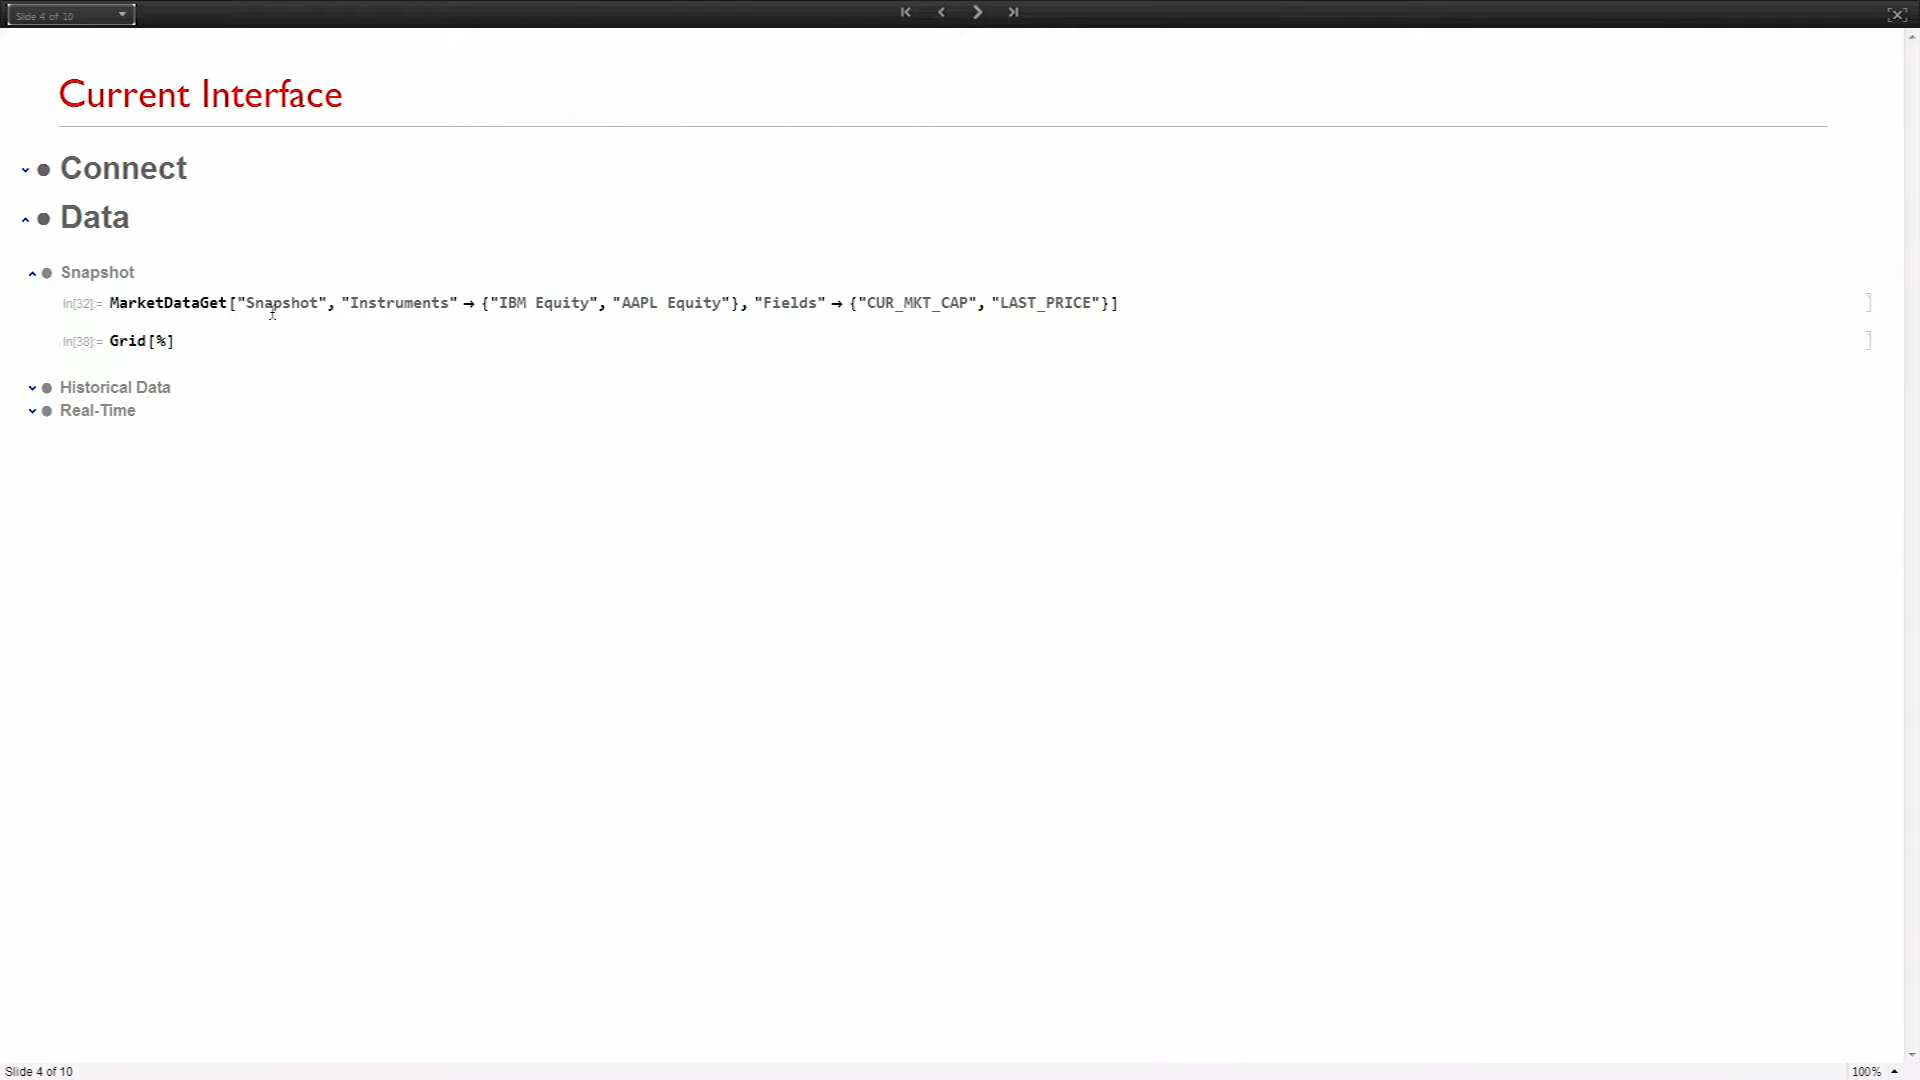 Slide 4 of 10
Current Interface
Connect
Data
Snapshot
In[32]:= MarketDataGet["Snapshot", "Instruments" → {"IBM Equity", "AAPL Equity"}, "Fields" → {"CUR_MKT_CAP", "LAST_PRICE"}]
In[38]:= Grid[%]
Historical Data
Real-Time
Slide 4 of 10
100%